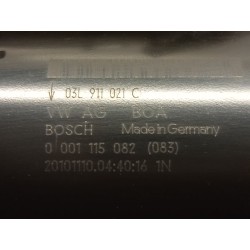 ↓ 03L 911 021 C
VW AG BOA
BOSCH Made in Germany
0 001 115 082 (083)
20101110.04:40:16 1N